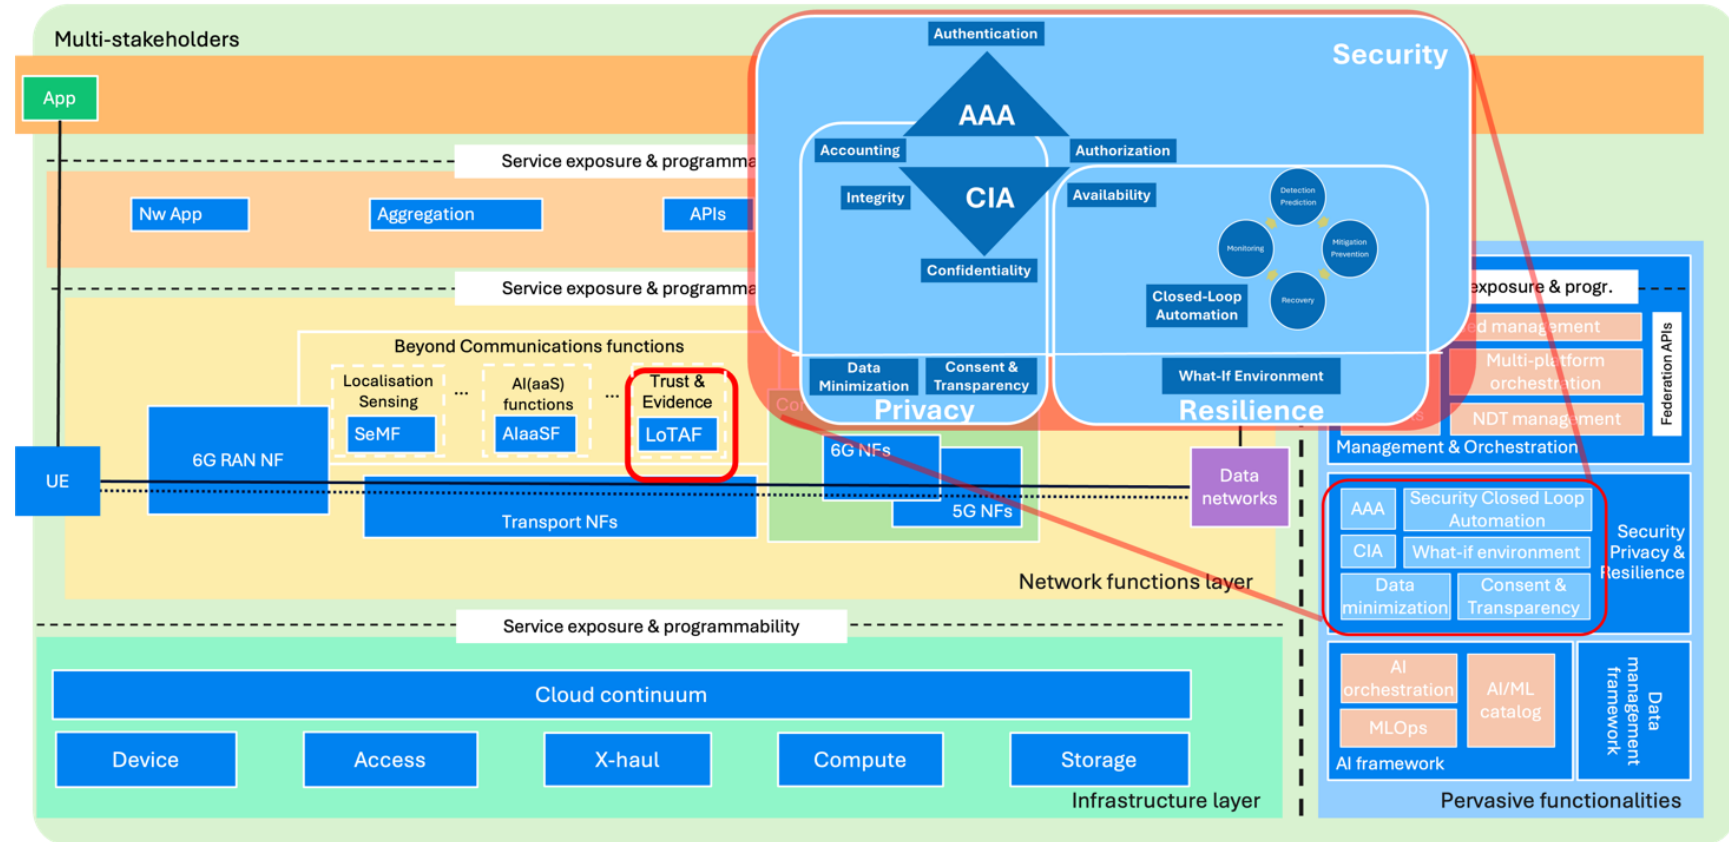 Multi-stakeholders
App
Service exposure & programma
Nw App
Aggregation
APIs
Service exposure & programma
Beyond Communications functions
Localisation
Sensing
SeMF
...
AI(aaS)
functions
AIaaSF
...
Trust &
Evidence
LoTAF
UE
6G RAN NF
Transport NFs
Con
6G NFs
5G NFs
Data
networks
Network functions layer
Service exposure & programmability
Cloud continuum
Device
Access
X-haul
Compute
Storage
Infrastructure layer
Security
Authentication
AAA
Accounting
Authorization
Integrity
CIA
Availability
Confidentiality
Detection
Prediction
Monitoring
Mitigation
Prevention
Recovery
Closed-Loop
Automation
Data
Minimization
Consent &
Transparency
What-If Environment
Privacy
Resilience
exposure & progr.
ed management
Multi-platform
orchestration
NDT management
Federation APIs
Management & Orchestration
AAA
Security Closed Loop
Automation
CIA
What-if environment
Data
minimization
Consent &
Transparency
Security
Privacy &
Resilience
AI
orchestration
MLOps
AI/ML
catalog
AI framework
Data
management
framework
Pervasive functionalities